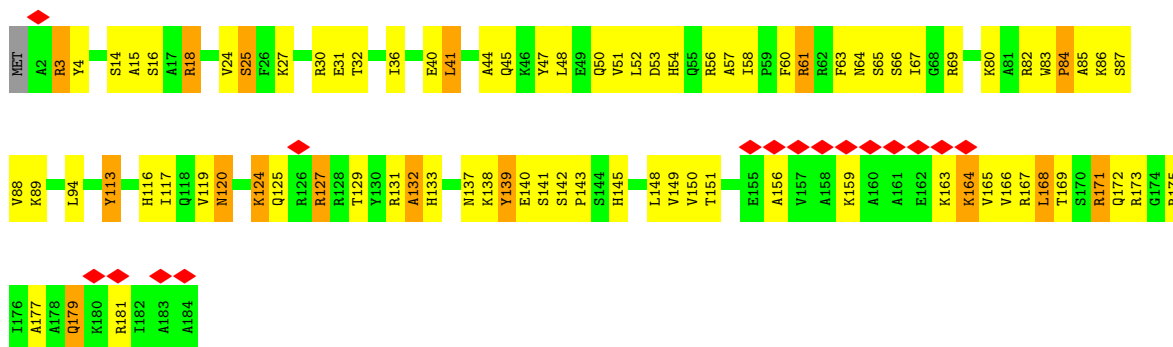 MET A2 R3 Y4 S14 A15 S16 A17 R18 V24 S25 F26 K27 R30 E31 T32 I36 E40 L41 A44 Q45 K46 Y47 L48 E49 Q50 V51 L52 D53 H54 Q55 R56 A57 I58 P59 F60 R61 R62 F63 N64 S65 S66 I67 G68 R69 K80 A81 R82 W83 P84 A85 K86 S87
V88 K89 L94 Y113 H116 I117 Q118 V119 N120 K124 Q125 R126 R127 R128 T129 Y130 R131 A132 H133 N137 K138 Y139 E140 S141 S142 P143 S144 H145 L148 V149 V150 T151 E155 A156 V157 A158 K159 A160 A161 E162 K163 K164 V165 V166 R167 L168 T169 S170 R171 Q172 R173 G174
I176 A177 A178 Q179 K180 R181 I182 A183 A184